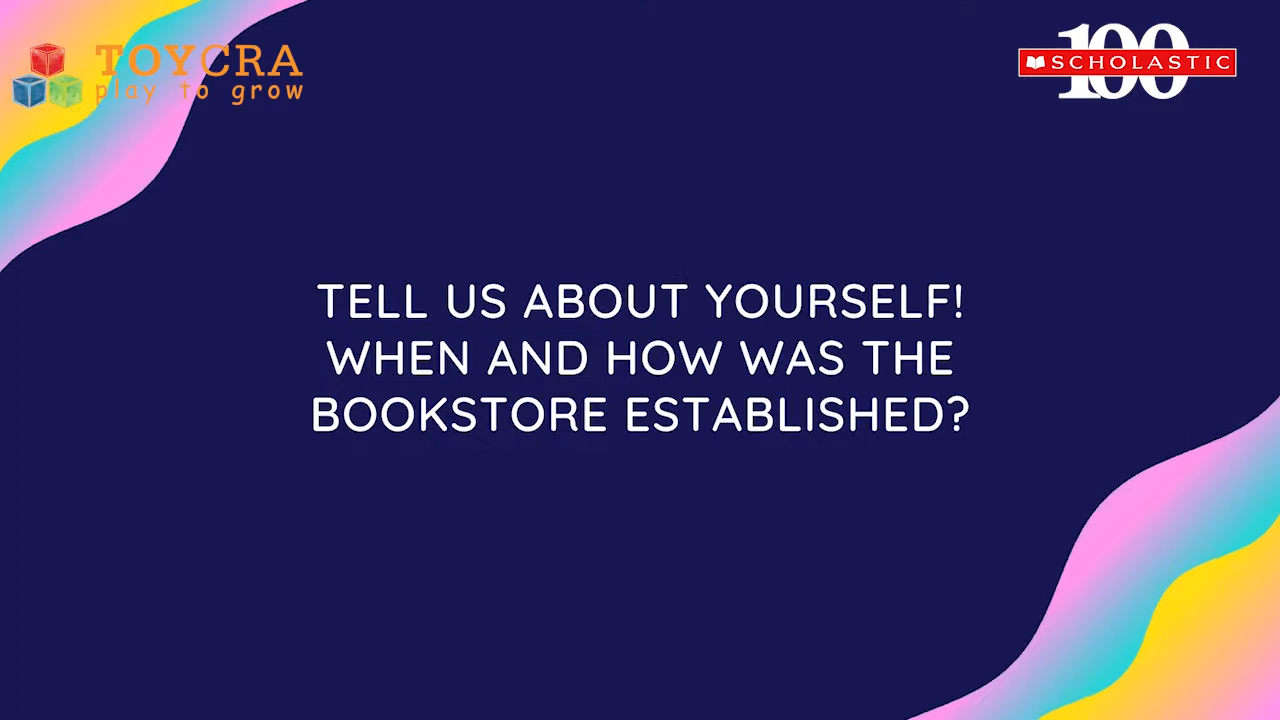 TOYCRA
play to grow
100
SCHOLASTIC
TELL US ABOUT YOURSELF!
WHEN AND HOW WAS THE
BOOKSTORE ESTABLISHED?